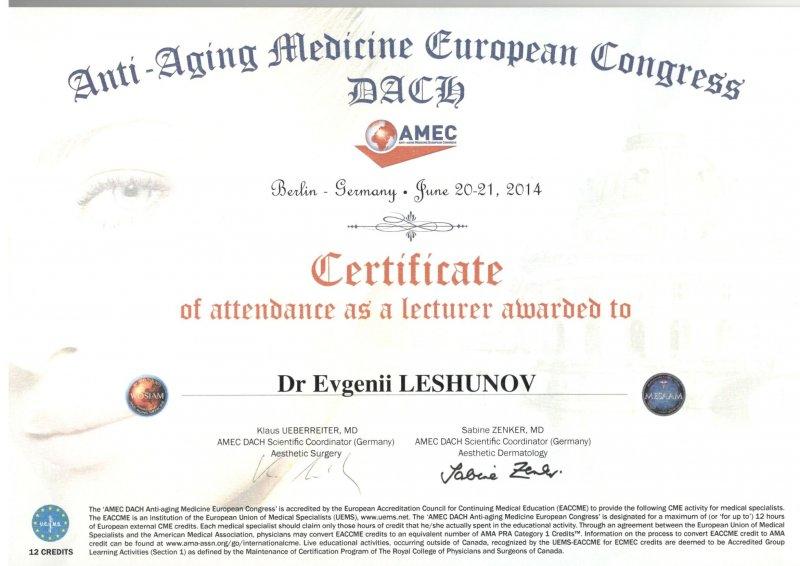 Anti-Aging Medicine European Congress
DACH
AMEC
Berlin - Germany • June 20-21, 2014
Certificate
of attendance as a lecturer awarded to
Dr Evgenii LESHUNOV
WOSIAM
Klaus UEBERREITER, MD
AMEC DACH Scientific Coordinator (Germany)
Aesthetic Surgery
Sabine ZENKER, MD
AMEC DACH Scientific Coordinator (Germany)
Aesthetic Dermatology
Sabine Zenker.
U.E.M.S.
12 CREDITS
The 'AMEC DACH Anti-aging Medicine European Congress' is accredited by the European Accreditation Council for Continuing Medical Education (EACCME) to provide the following CME activity for medical specialists.
The EACCME is an institution of the European Union of Medical Specialists (UEMS), www.uems.net. The 'AMEC DACH Anti-aging Medicine European Congress' is designated for a maximum of (or 'for up to') 12 hours
of European external CME credits. Each medical specialist should claim only those hours of credit that he/she actually spent in the educational activity. Through an agreement between the European Union of Medical
Specialists and the American Medical Association, physicians may convert EACCME credits to an equivalent number of AMA PRA Category 1 Credits™. Information on the process to convert EACCME credit to AMA
credit can be found at www.ama-assn.org/go/internationalcme. Live educational activities, occurring outside of Canada, recognized by the UEMS-EACCME for ECMEC credits are deemed to be Accredited Group
Learning Activities (Section 1) as defined by the Maintenance of Certification Program of The Royal College of Physicians and Surgeons of Canada.